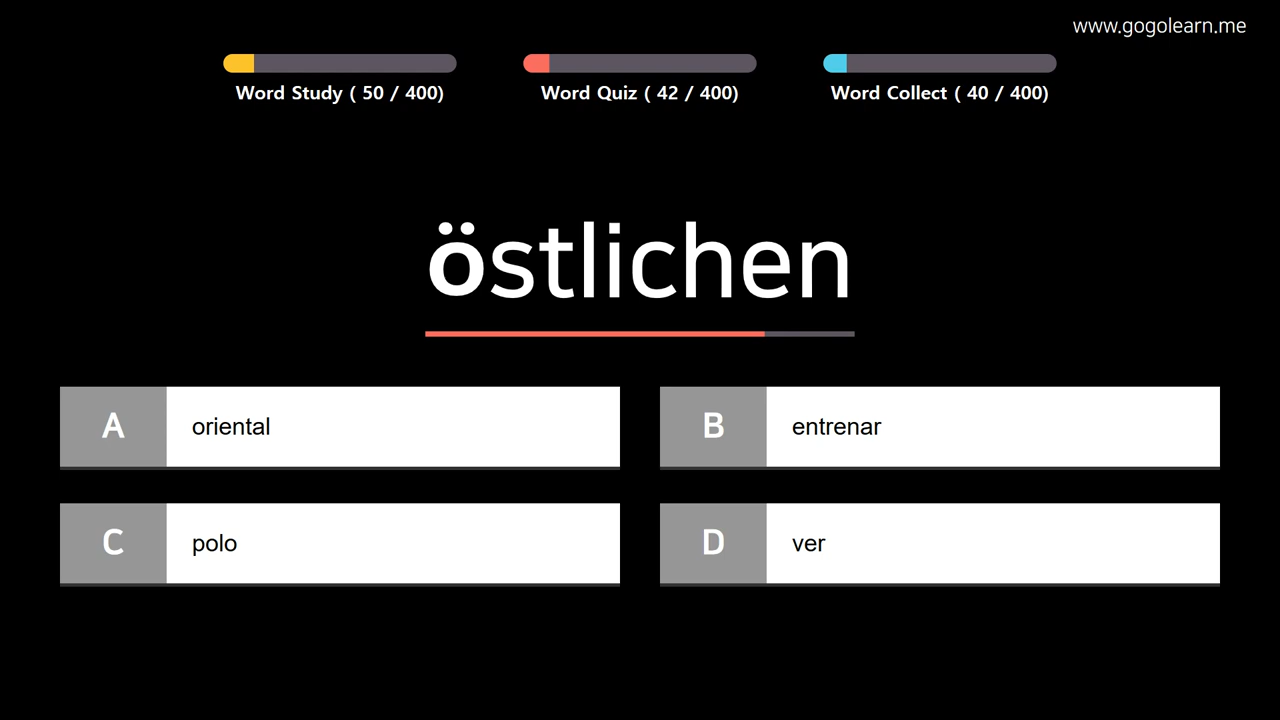 www.gogolearn.me
Word Study ( 50 / 400)
Word Quiz ( 42 / 400)
Word Collect ( 40 / 400)
östlichen
A oriental
B entrenar
C polo
D ver